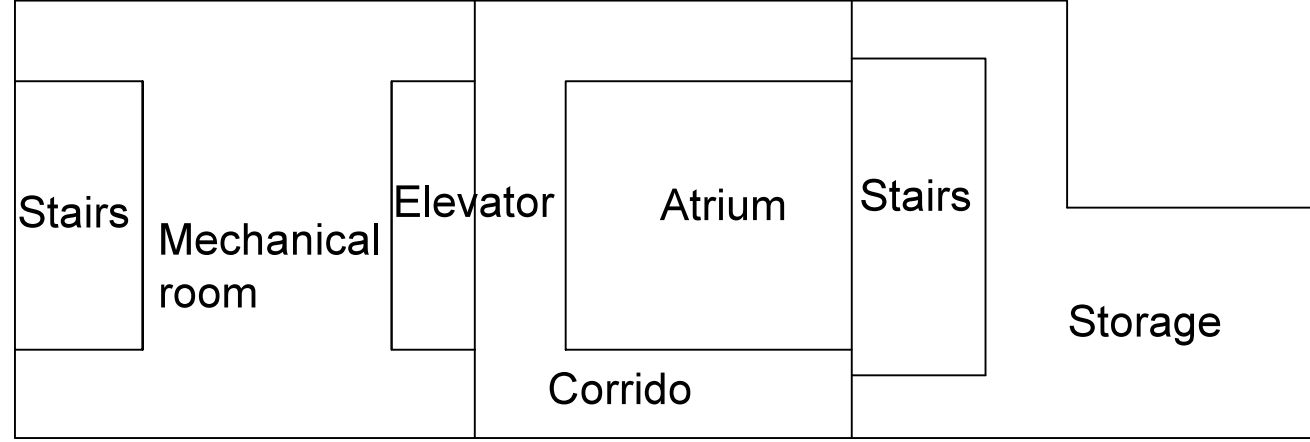 Stairs
Mechanical
room
Elevator
Atrium
Stairs
Corrido
Storage